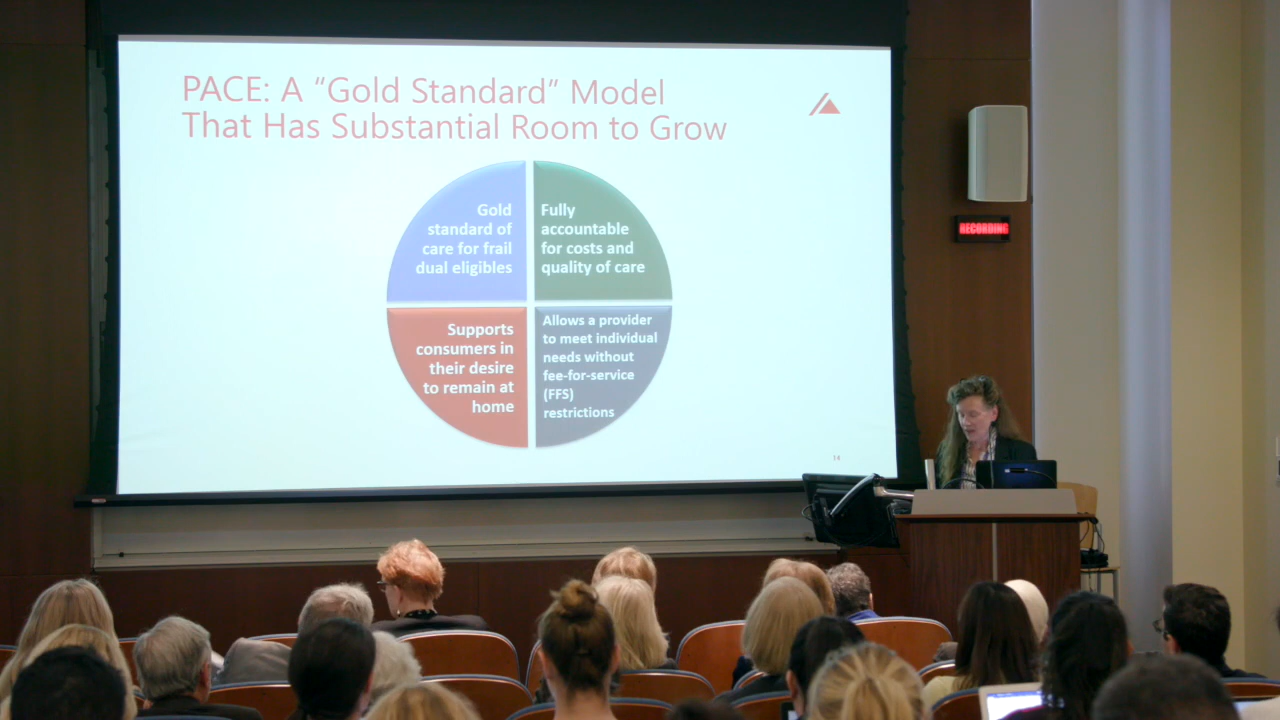 PACE: A “Gold Standard” Model
That Has Substantial Room to Grow
Gold
standard of
care for frail
dual eligibles
Fully
accountable
for costs and
quality of care
Supports
consumers in
their desire
to remain at
home
Allows a provider
to meet individual
needs without
fee-for-service
(FFS)
restrictions
RECORDING